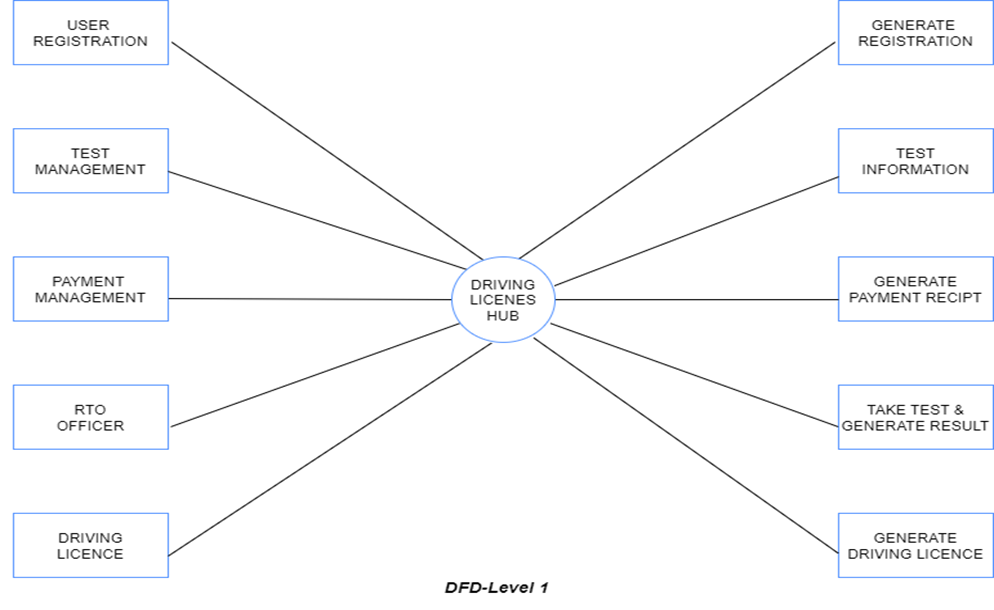 USER
REGISTRATION
GENERATE
REGISTRATION
TEST
MANAGEMENT
TEST
INFORMATION
PAYMENT
MANAGEMENT
DRIVING
LICENES
HUB
GENERATE
PAYMENT RECIPT
RTO
OFFICER
TAKE TEST &
GENERATE RESULT
DRIVING
LICENCE
GENERATE
DRIVING LICENCE
DFD-Level 1